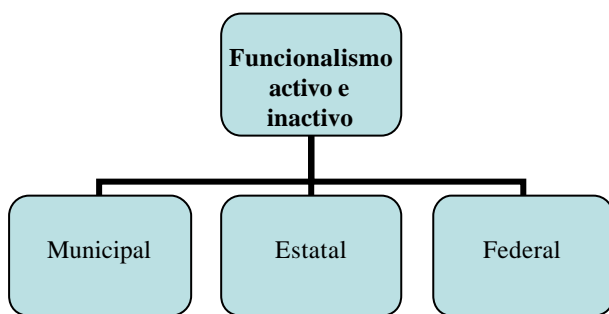 Funcionalismo
activo e
inactivo
Municipal
Estatal
Federal